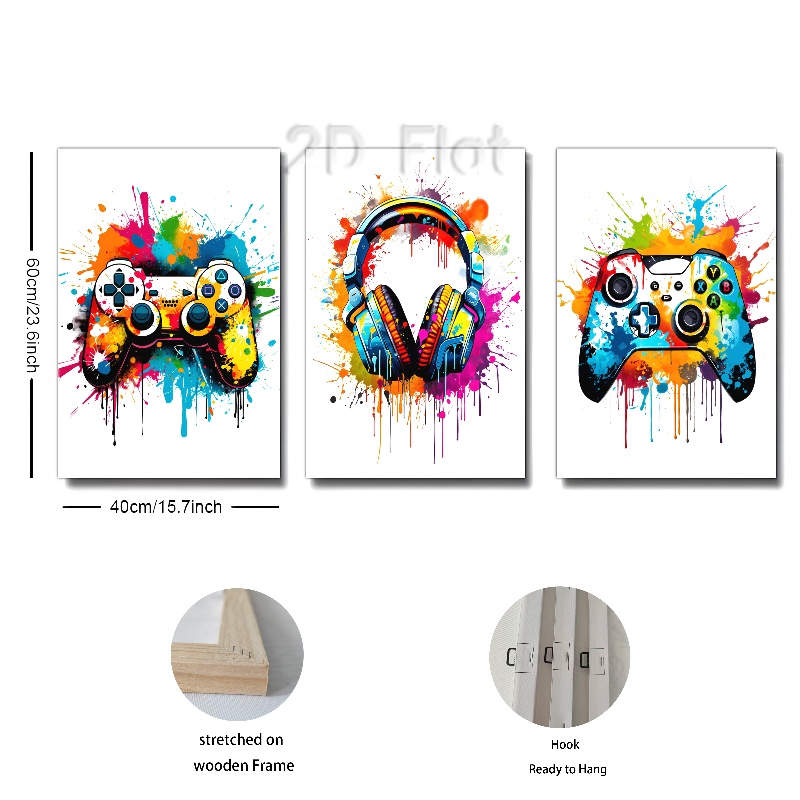 2D Flat
60cm/23.6inch
40cm/15.7inch
Y
X
B
A
stretched on
wooden Frame
Hook
Ready to Hang